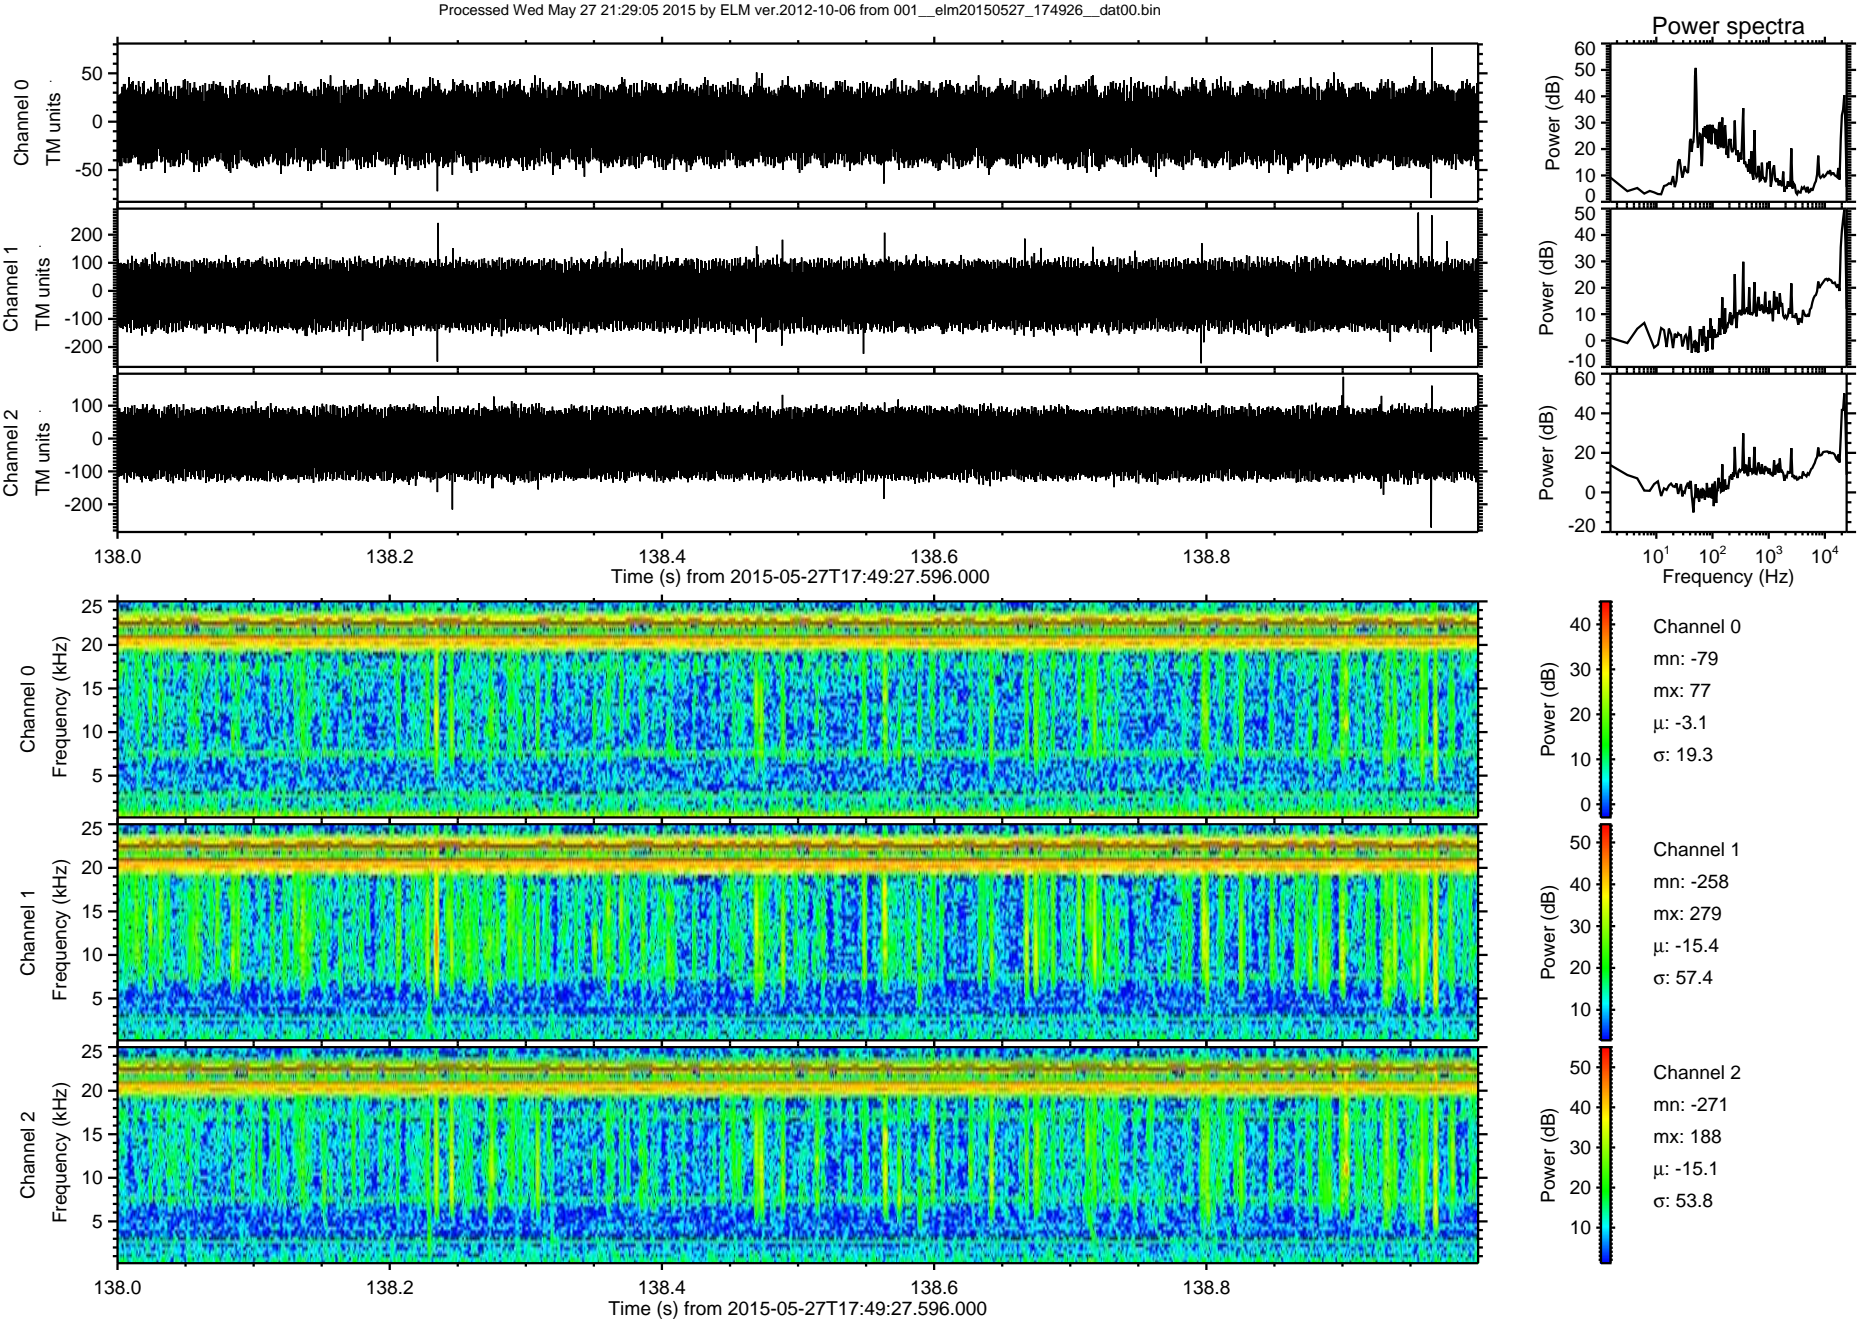 Processed Wed May 27 21:29:05 2015 by ELM ver.2012-10-06 from 001__elm20150527_174926__dat00.bin
Power spectra
Channel 0
TM units
50
0
-50
Power (dB)
60
50
40
30
20
10
0
Channel 1
TM units
200
100
0
-100
-200
Power (dB)
50
40
30
20
10
0
-10
Channel 2
TM units
100
0
-100
-200
Power (dB)
60
40
20
0
-20
138.0 138.2 138.4 138.6 138.8
Time (s) from 2015-05-27T17:49:27.596.000
10¹ 10² 10³ 10⁴
Frequency (Hz)
Channel 0
Frequency (kHz)
25
20
15
10
5
Power (dB)
40
30
20
10
0
Channel 0
mn: -79
mx: 77
μ: -3.1
σ: 19.3
Channel 1
Frequency (kHz)
25
20
15
10
5
Power (dB)
50
40
30
20
10
Channel 1
mn: -258
mx: 279
μ: -15.4
σ: 57.4
Channel 2
Frequency (kHz)
25
20
15
10
5
Power (dB)
50
40
30
20
10
Channel 2
mn: -271
mx: 188
μ: -15.1
σ: 53.8
138.0 138.2 138.4 138.6 138.8
Time (s) from 2015-05-27T17:49:27.596.000